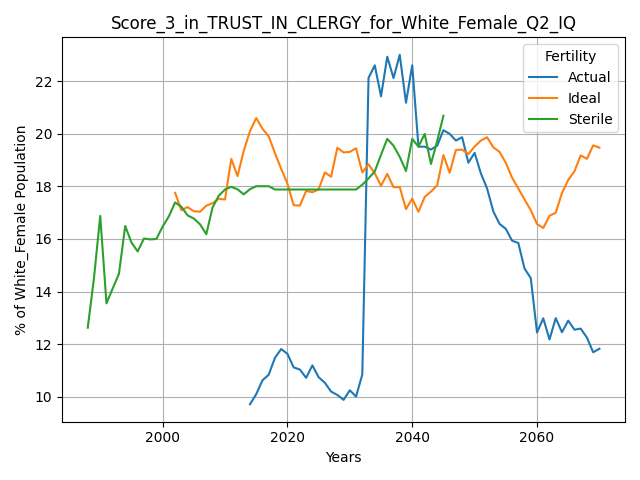 Score_3_in_TRUST_IN_CLERGY_for_White_Female_Q2_IQ
Fertility
Actual
Ideal
Sterile
% of White_Female Population
22
20
18
16
14
12
10
2000 2020 2040 2060
Years